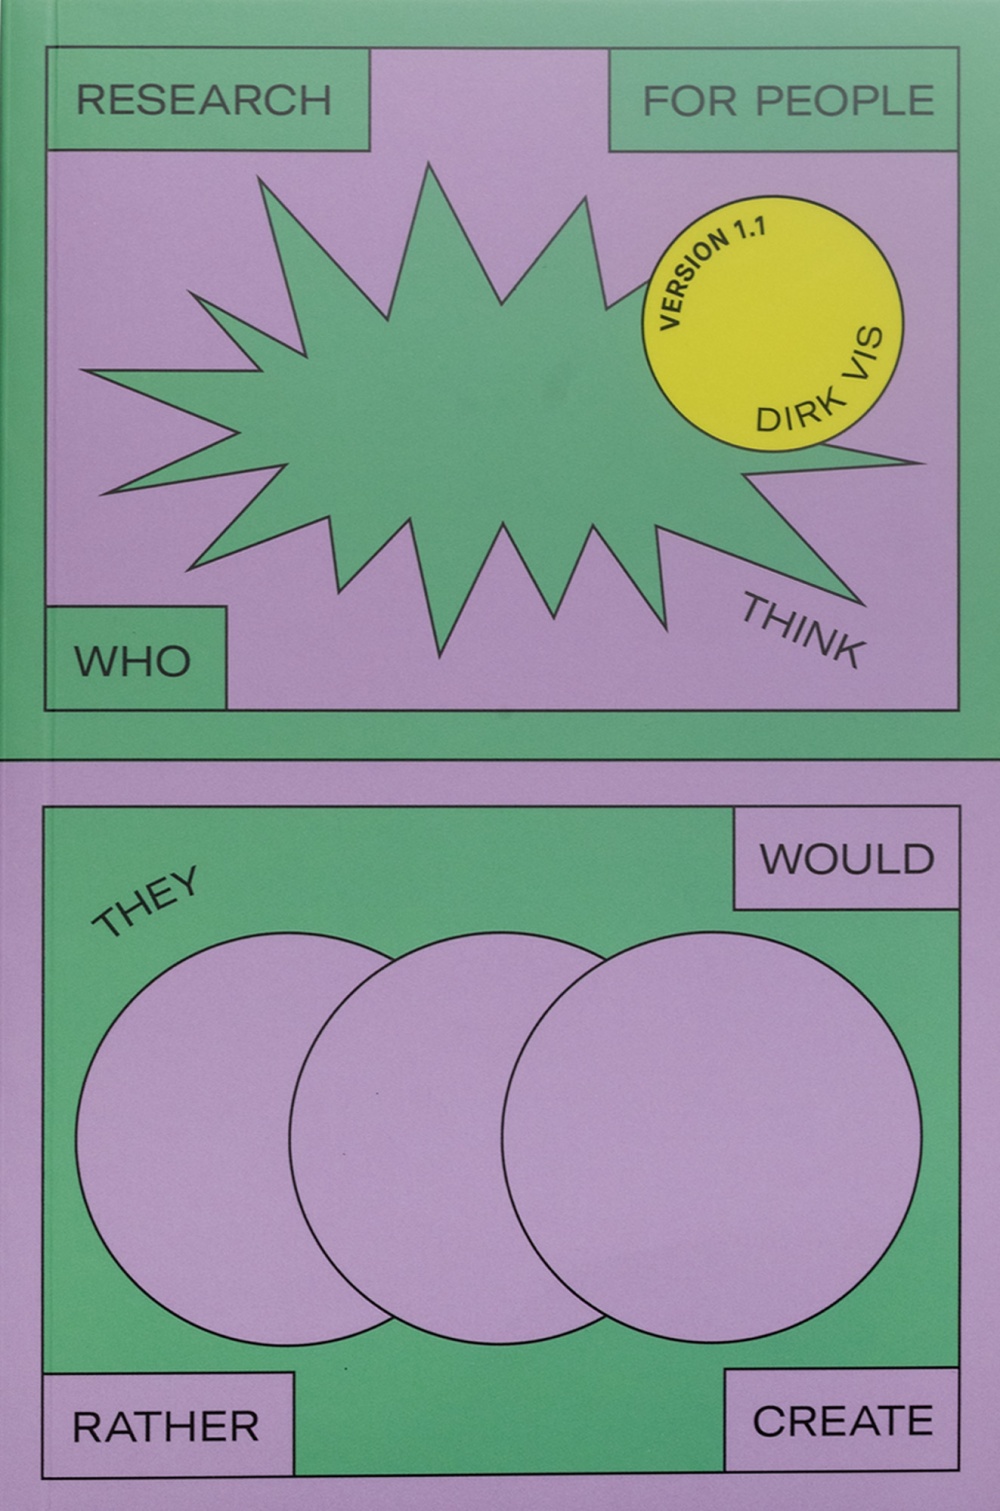 RESEARCH
FOR PEOPLE
VERSION 1.1
DIRK VIS
WHO
THINK
THEY
WOULD
RATHER
CREATE